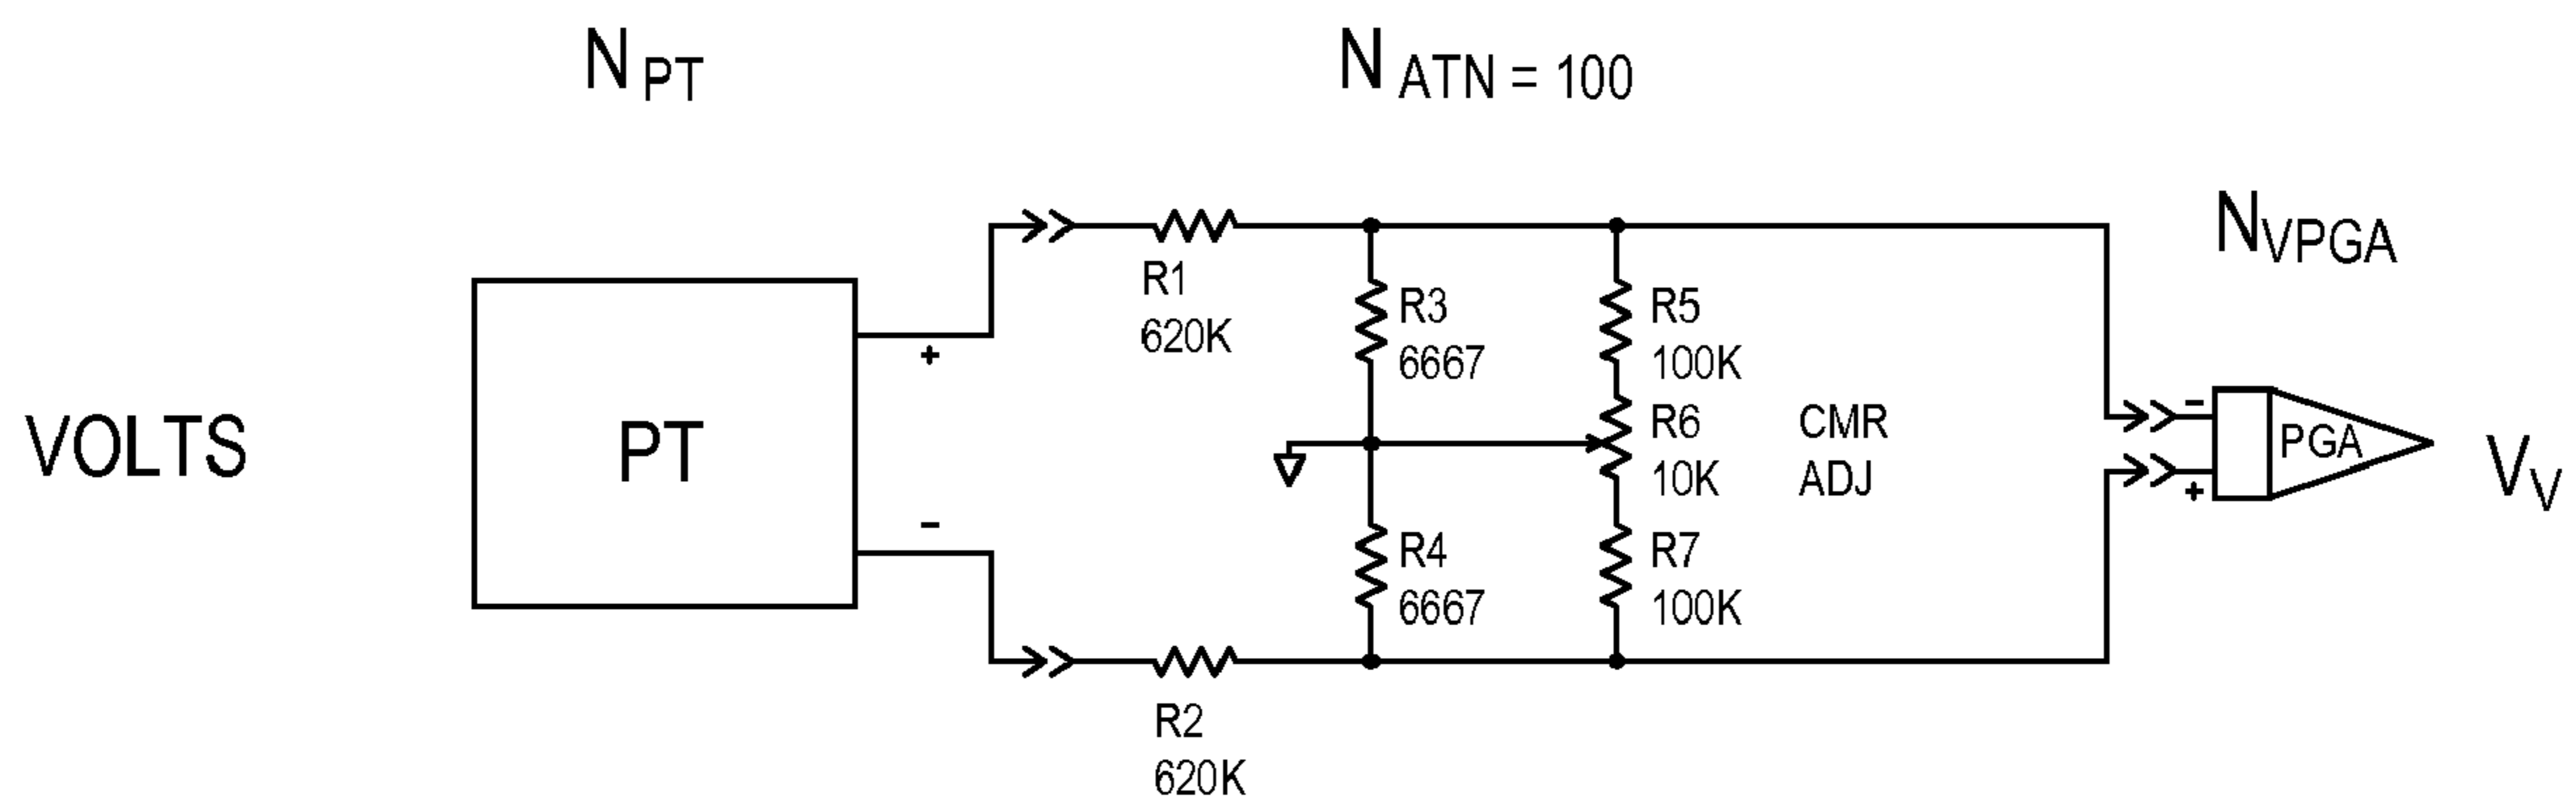 N PT
N ATN = 100
N VPGA
VOLTS
PT
+
-
R1
620K
R3
6667
R5
100K
R6
10K
CMR
ADJ
R4
6667
R7
100K
R2
620K
-
+
PGA
V V